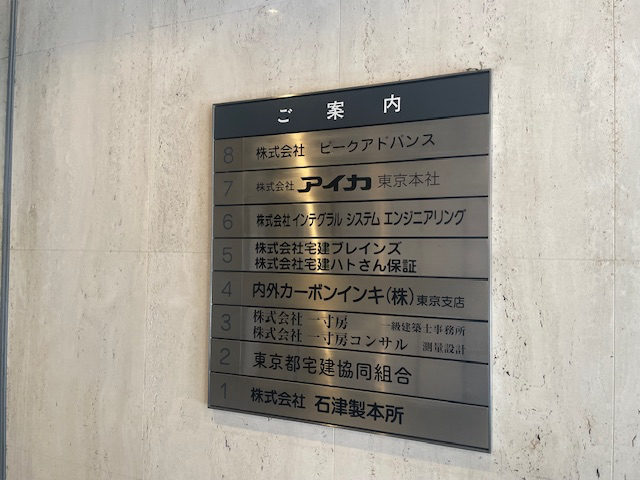 ご案内
8 株式会社 ピークアドバンス
7 株式会社 アイカ 東京本社
6 株式会社 インテグラル システム エンジニアリング
5 株式会社宅建ブレインズ
株式会社宅建ハトさん保証
4 内外カーボンインキ(株)東京支店
3 株式会社 一寸房 一級建築士事務所
株式会社 一寸房コンサル 測量設計
2 東京都宅建協同組合
1 株式会社 石津製本所